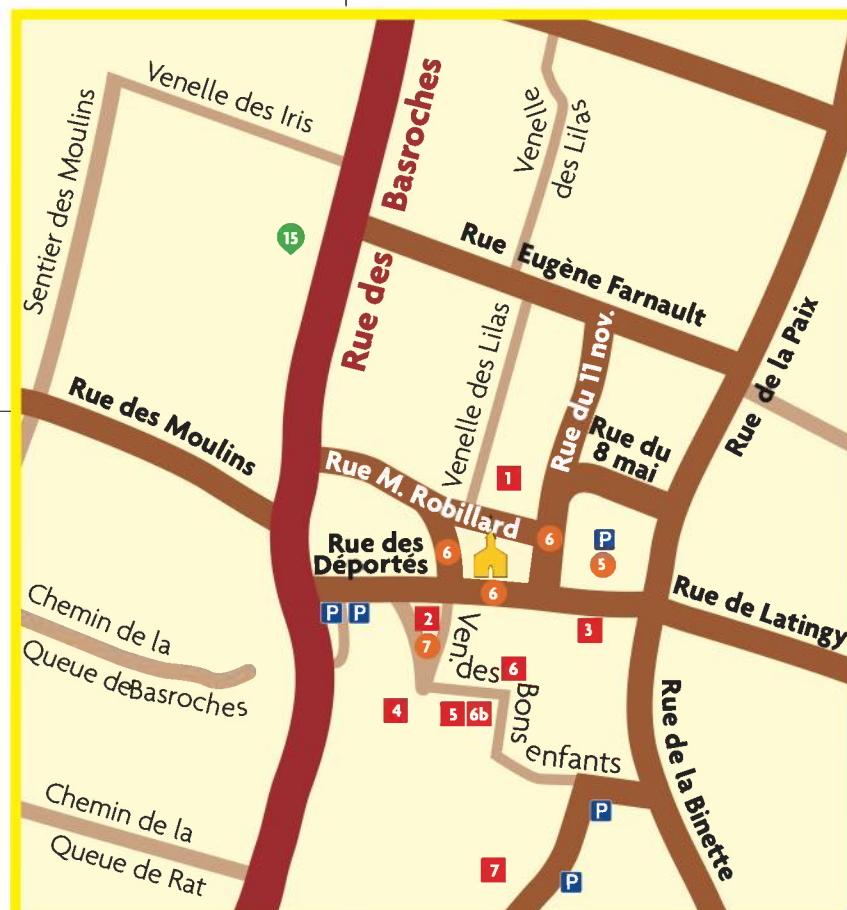 Venelle des Iris
Sentier des Moulins
Basroches
Rue des
Venelle
des Lilas
15
Rue Eugène Farnault
Rue de la Paix
Venelle des Lilas
Rue du 11 nov.
Rue des Moulins
Rue du
8 mai
Rue M. Robillard
1
Rue des
Déportés
6
6
P
5
6
Rue de Latingy
P P
2
3
7
Chemin de la
Queue de Basroches
Ven. des Bons enfants
6
4
5 6b
Rue de la Binette
P
Chemin de la
Queue de Rat
7
P